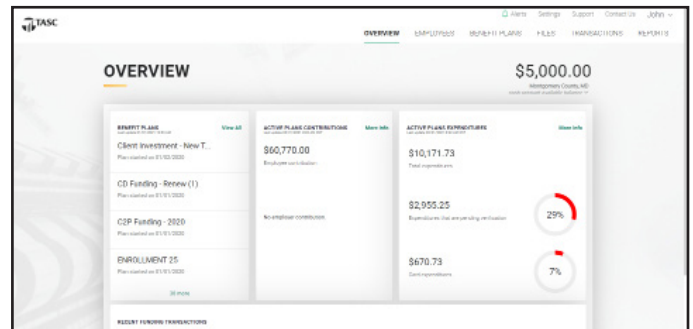 TASC
Alerts Settings Support Contact Us John
OVERVIEW EMPLOYEES BENEFIT PLANS FILES TRANSACTIONS REPORTS
OVERVIEW
$5,000.00
Montgomery County, MD
available balance
BENEFIT PLANS View All
Client Investment - New T...
Plan started on 01/02/2020
CD Funding - Renew (1)
Plan started on 01/01/2020
C2P Funding - 2020
Plan started on 01/01/2020
ENROLLMENT 25
Plan started on 01/01/2020
more
ACTIVE PLANS CONTRIBUTIONS More Info
$60,770.00
Employee contribution
No employer contribution
ACTIVE PLANS EXPENDITURES More Info
$10,171.73
Total expenditures
$2,955.25
Expenditures that are pending verification
29%
$670.73
Card expenditures
7%
RECENT FUNDING TRANSACTIONS